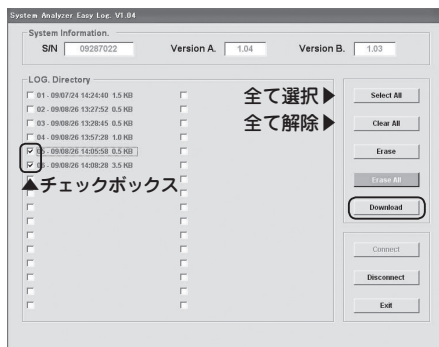 System Analyzer Easy Log. V1.04
System Information.
S/N 09287022 Version A. 1.04 Version B. 1.03
LOG. Directory
01 - 09/07/24 14:24:40 1.5 KB
02 - 09/08/26 13:27:52 0.5 KB
03 - 09/08/26 13:28:45 0.5 KB
04 - 09/08/26 13:57:28 1.0 KB
05 - 09/08/26 14:05:58 0.5 KB
06 - 09/08/26 14:08:28 3.5 KB
▲チェックボックス
全て選択▶
全て解除▶
Select All
Clear All
Erase
Erase All
Download
Connect
Disconnect
Exit